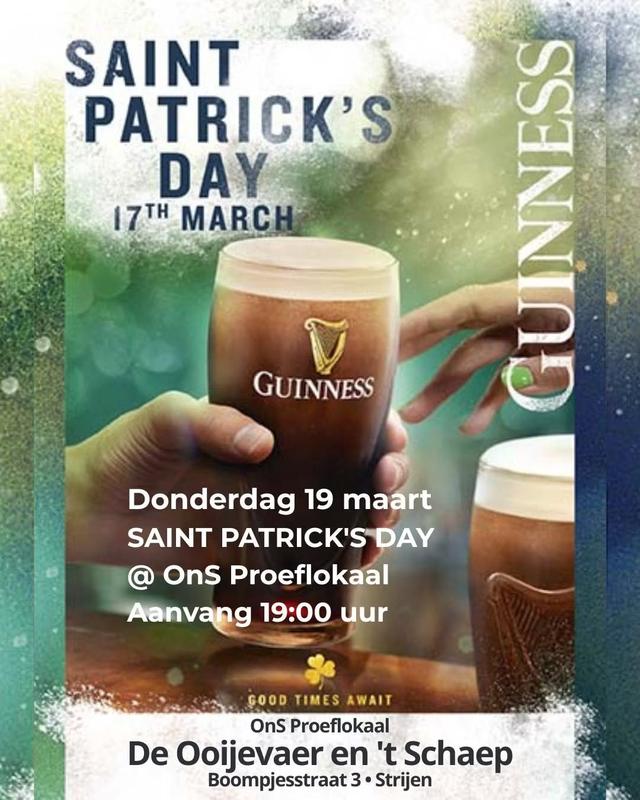 SAINT
PATRICK'S
DAY
17TH MARCH
GUINNESS
GUINNESS
Donderdag 19 maart
SAINT PATRICK'S DAY
@ OnS Proeflokaal
Aanvang 19:00 uur
GOOD TIMES AWAIT
OnS Proeflokaal
De Ooijevaer en 't Schaep
Boompjesstraat 3 • Strijen